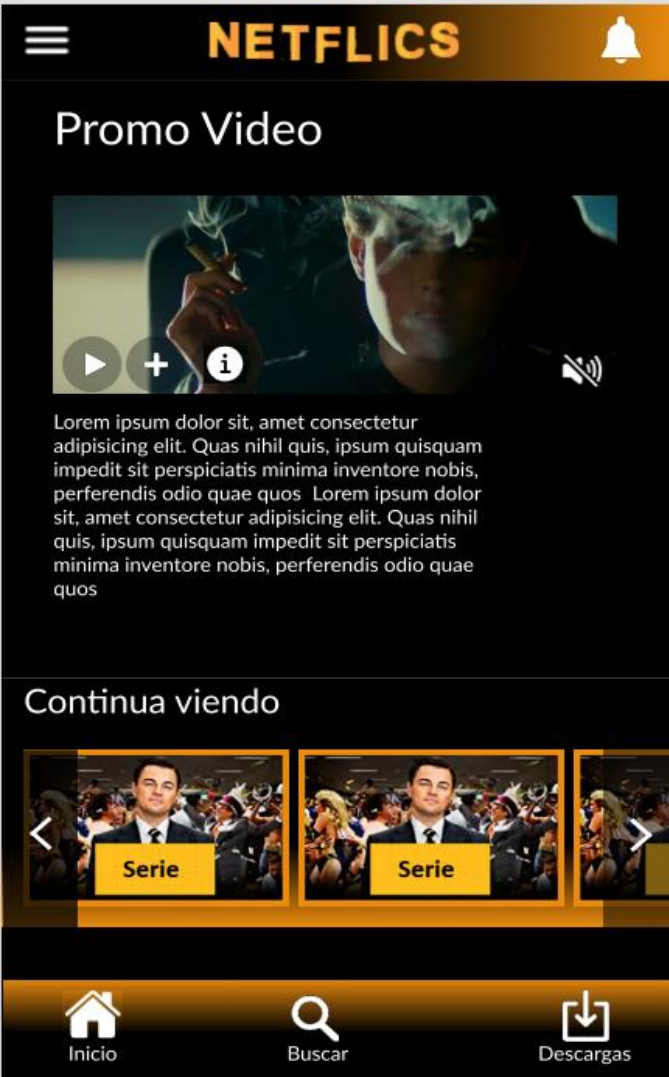 NETFLICS
Promo Video
Lorem ipsum dolor sit, amet consectetur
adipisicing elit. Quas nihil quis, ipsum quisquam
impedit sit perspiciatis minima inventore nobis,
perferendis odio quae quos  Lorem ipsum dolor
sit, amet consectetur adipisicing elit. Quas nihil
quis, ipsum quisquam impedit sit perspiciatis
minima inventore nobis, perferendis odio quae
quos
Continua viendo
Serie
Serie
Inicio
Buscar
Descargas